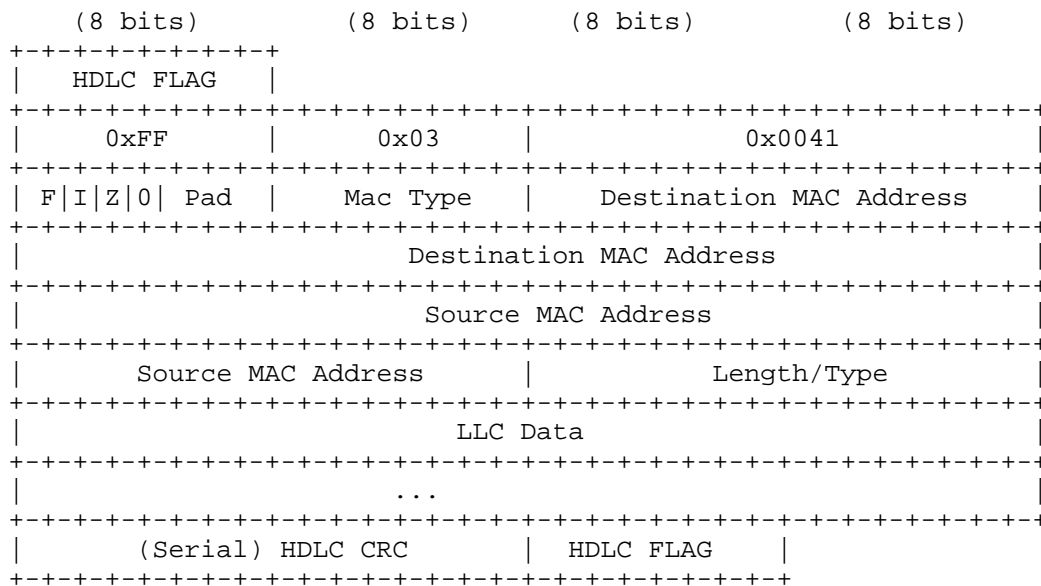 (8 bits) (8 bits) (8 bits) (8 bits)
+-+-+-+-+-+-+-+-+
| HDLC FLAG |
+-+-+-+-+-+-+-+-+-+-+-+-+-+-+-+-+-+-+-+-+-+-+-+-+-+-+-+-+-+-+-+-+
| 0xFF | 0x03 | 0x0041 |
+-+-+-+-+-+-+-+-+-+-+-+-+-+-+-+-+-+-+-+-+-+-+-+-+-+-+-+-+-+-+-+-+
| F|I|Z|0| Pad | Mac Type | Destination MAC Address |
+-+-+-+-+-+-+-+-+-+-+-+-+-+-+-+-+-+-+-+-+-+-+-+-+-+-+-+-+-+-+-+-+
| Destination MAC Address |
+-+-+-+-+-+-+-+-+-+-+-+-+-+-+-+-+-+-+-+-+-+-+-+-+-+-+-+-+-+-+-+-+
| Source MAC Address |
+-+-+-+-+-+-+-+-+-+-+-+-+-+-+-+-+-+-+-+-+-+-+-+-+-+-+-+-+-+-+-+-+
| Source MAC Address | Length/Type |
+-+-+-+-+-+-+-+-+-+-+-+-+-+-+-+-+-+-+-+-+-+-+-+-+-+-+-+-+-+-+-+-+
| LLC Data |
+-+-+-+-+-+-+-+-+-+-+-+-+-+-+-+-+-+-+-+-+-+-+-+-+-+-+-+-+-+-+-+-+
| ... |
+-+-+-+-+-+-+-+-+-+-+-+-+-+-+-+-+-+-+-+-+-+-+-+-+-+-+-+-+-+-+-+-+
| (Serial) HDLC CRC | HDLC FLAG |
+-+-+-+-+-+-+-+-+-+-+-+-+-+-+-+-+-+-+-+-+-+-+-+-+